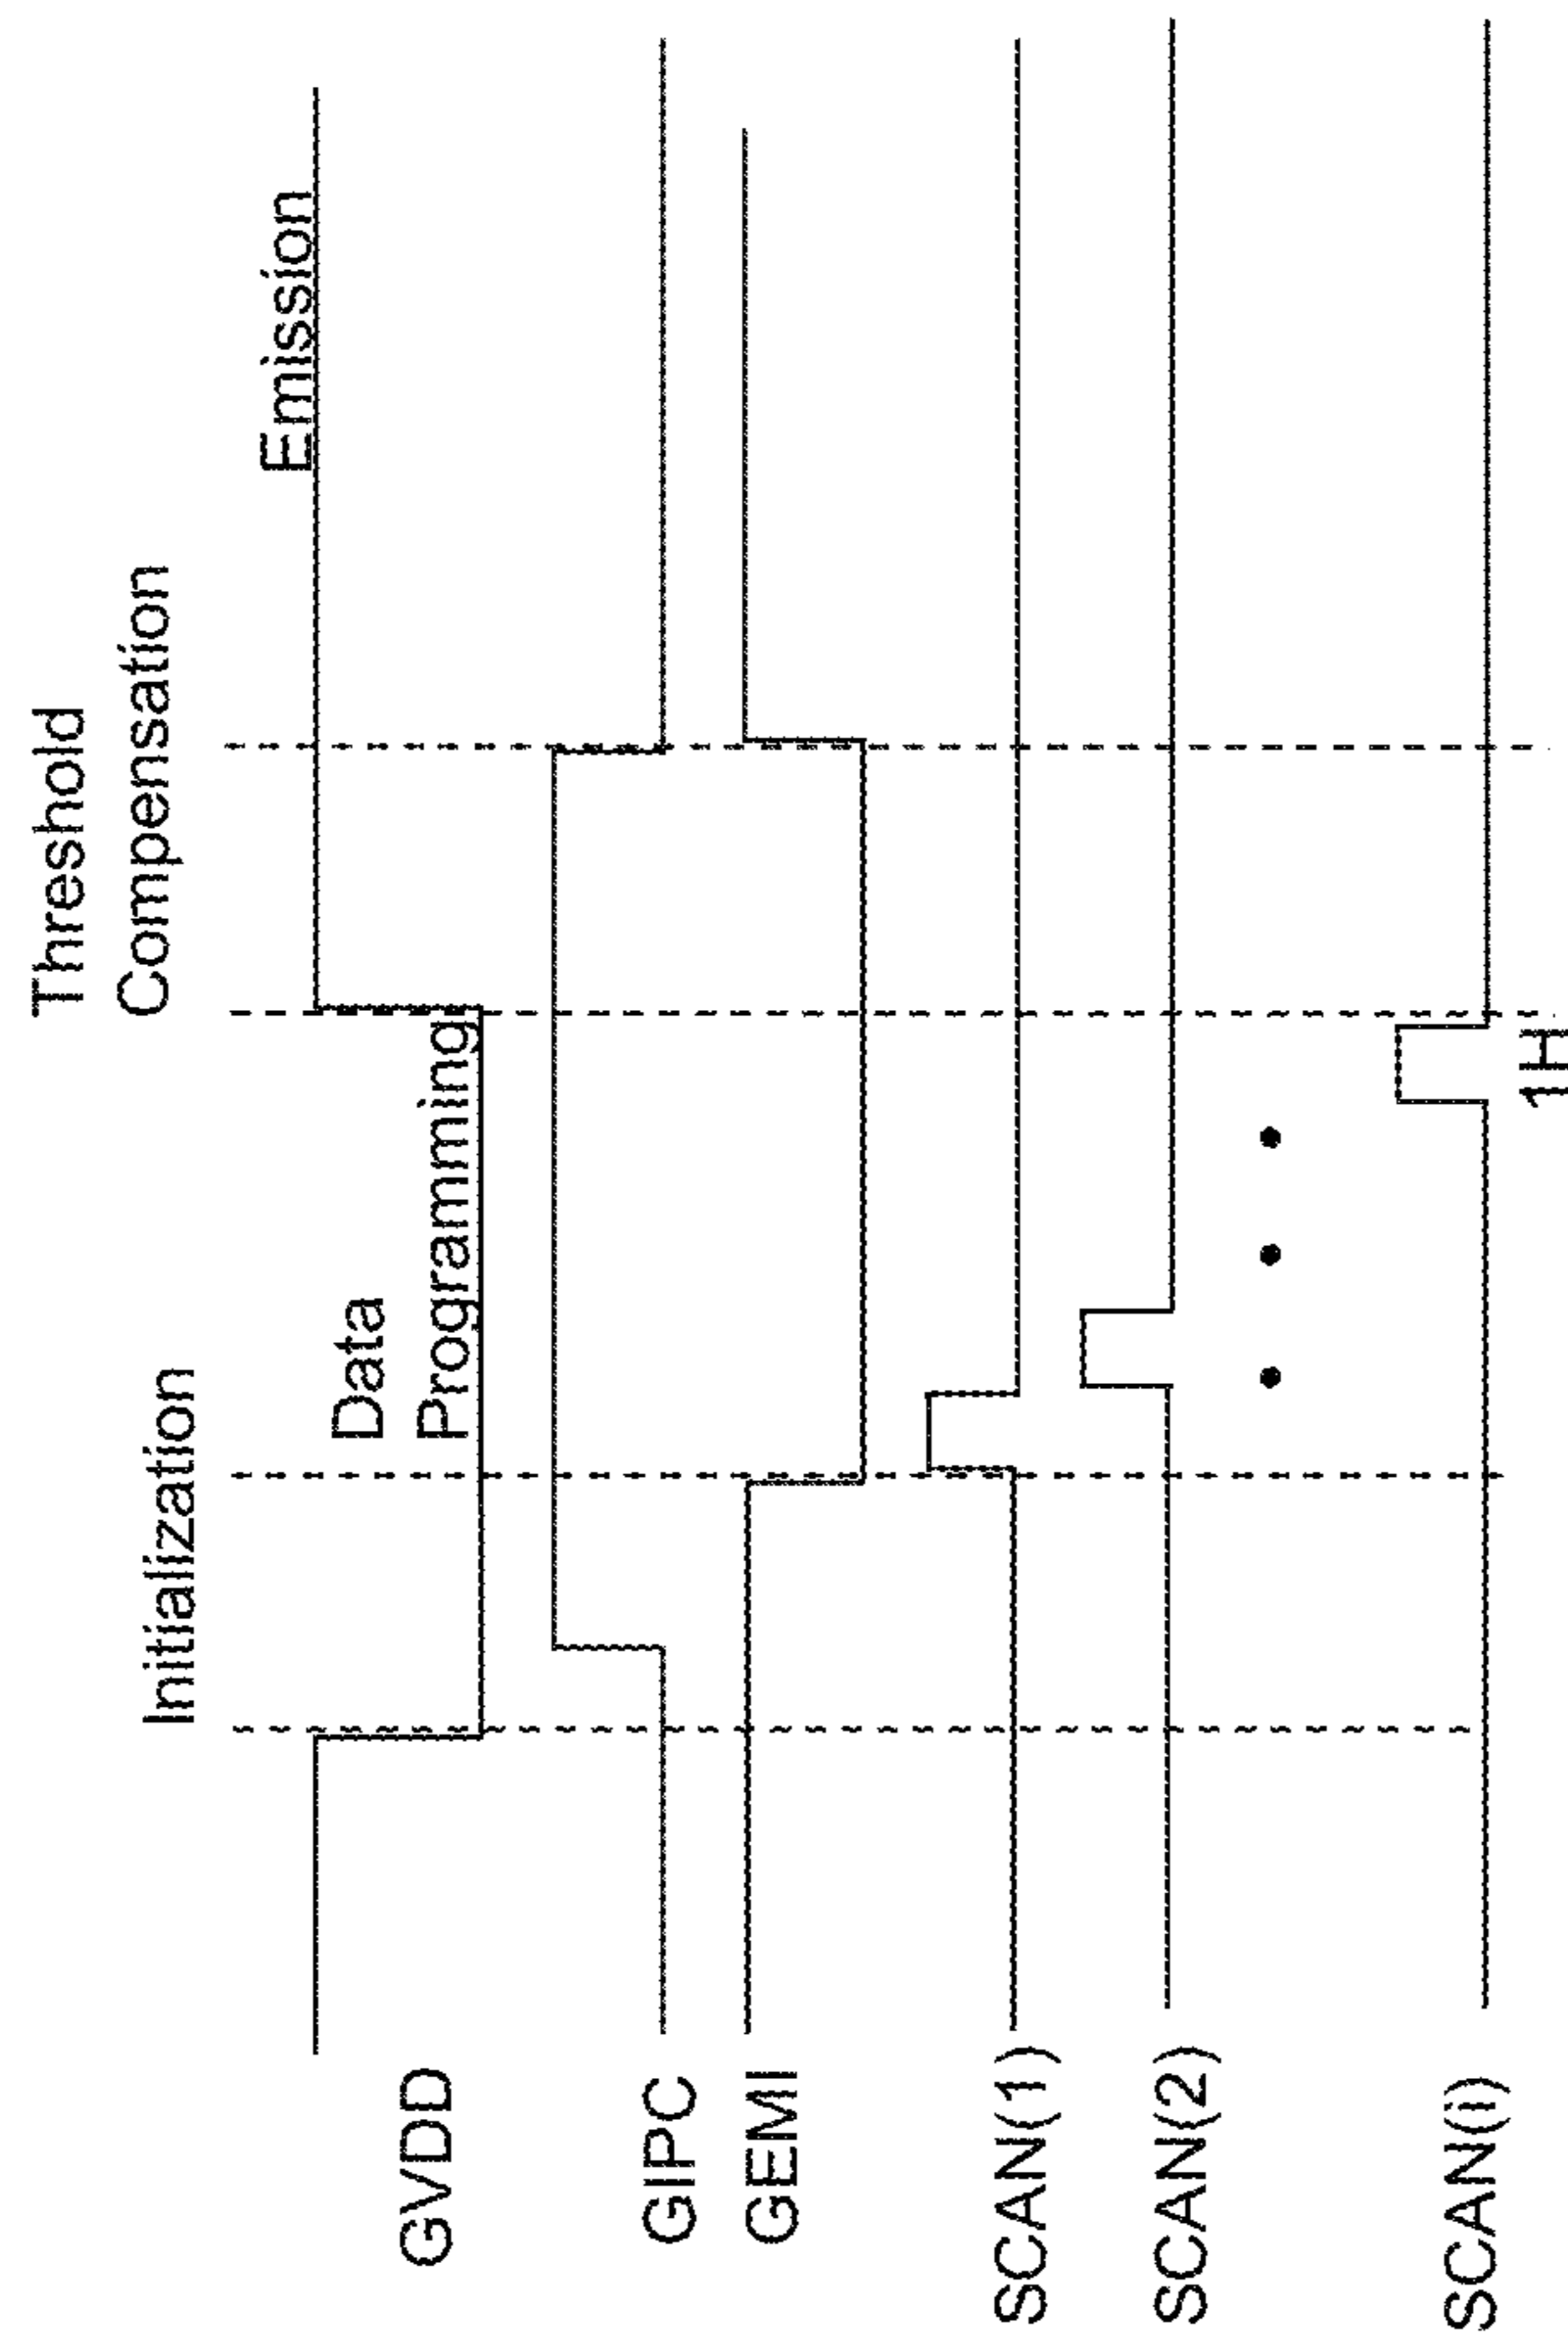 Initialization
Data
Programming
Threshold
Compensation
Emission
GVDD
GIPC
GEMI
SCAN(1)
SCAN(2)
SCAN(i)
1H